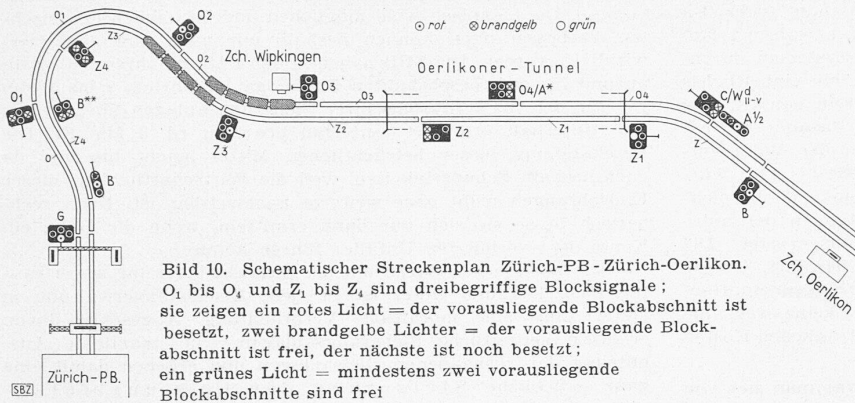 rot brandgelb grün
O1
O2
Z3
O2
Zch. Wipkingen
Z4
O2
O3
O3
Oerlikoner-Tunnel
O4/A*
O4
C/W d II-V
A½
O1
B**
Z4
O
Z3
Z2
Z2
Z1
Z1
Z
B
B
G
Zch. Oerlikon
Bild 10. Schematischer Streckenplan Zürich-PB - Zürich-Oerlikon.
O₁ bis O₄ und Z₁ bis Z₄ sind dreibegriffige Blocksignale;
sie zeigen ein rotes Licht = der vorausliegende Blockabschnitt ist
besetzt, zwei brandgelbe Lichter = der vorausliegende Block-
abschnitt ist frei, der nächste ist noch besetzt;
ein grünes Licht = mindestens zwei vorausliegende
Blockabschnitte sind frei
Zürich-P.B.
SBZ